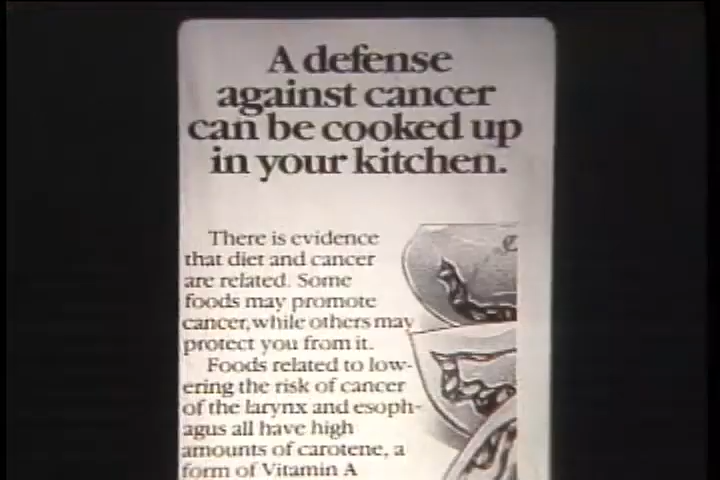 A defense
against cancer
can be cooked up
in your kitchen.
There is evidence
that diet and cancer
are related. Some
foods may promote
cancer, while others may
protect you from it.
Foods related to low-
ering the risk of cancer
of the larynx and esoph-
agus all have high
amounts of carotene, a
form of Vitamin A